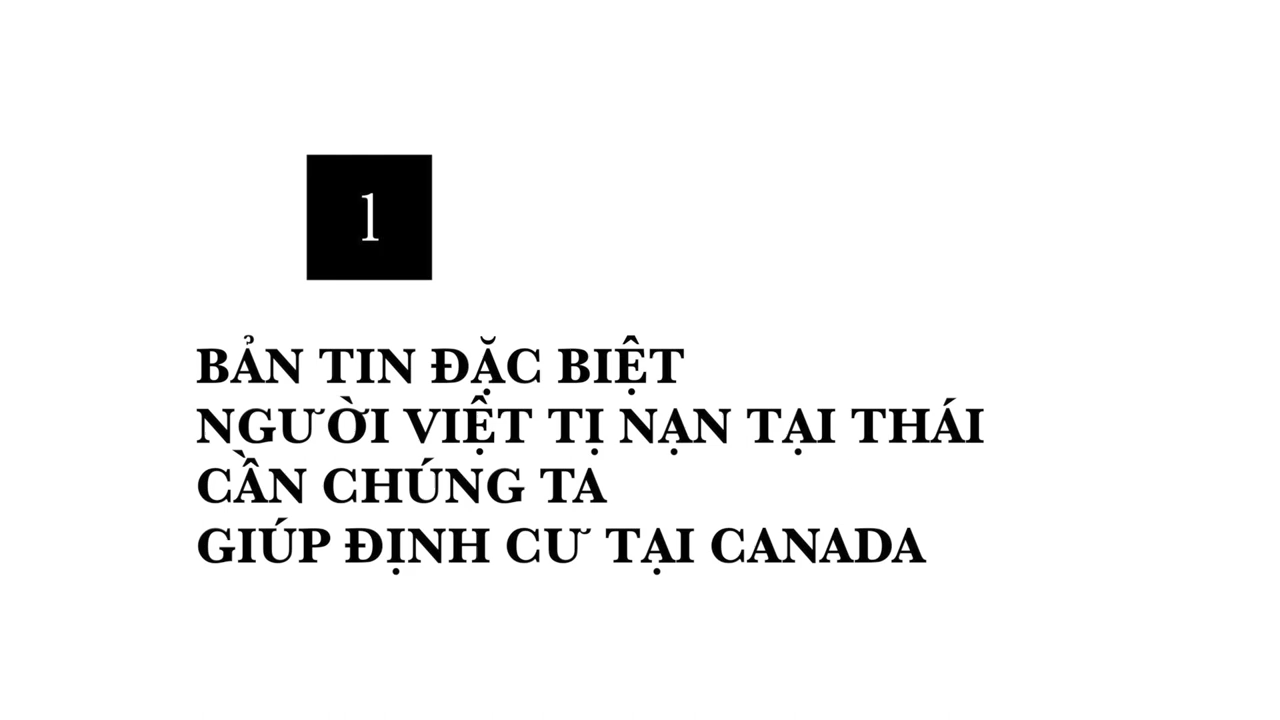 1
BẢN TIN ĐẶC BIỆT
NGƯỜI VIỆT TỊ NẠN TẠI THÁI
CẦN CHÚNG TA
GIÚP ĐỊNH CƯ TẠI CANADA